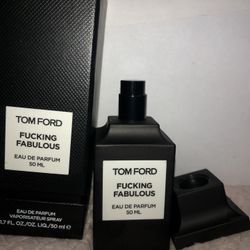 TOM FORD
FUCKING
FABULOUS
EAU DE PARFUM
50 ML
EAU DE PARFUM
VAPORISATEUR SPRAY
1.7 FL.OZ./OZ. LIQ./50 ml e
TOM FORD
FUCKING
FABULOUS
EAU DE PARFUM
50 ML